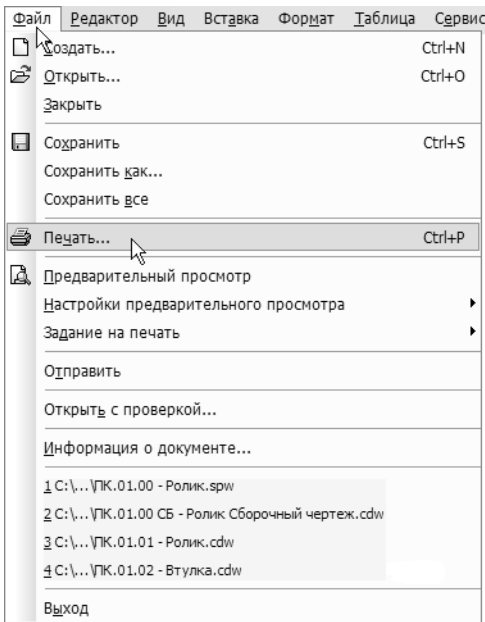 Файл Редактор Вид Вставка Формат Таблица Сервис
Создать... Ctrl+N
Открыть... Ctrl+O
Закрыть
Сохранить Ctrl+S
Сохранить как...
Сохранить все
Печать... Ctrl+P
Предварительный просмотр
Настройки предварительного просмотра
Задание на печать
Отправить
Открыть с проверкой...
Информация о документе...
1 C:\...\ПК.01.00 - Ролик.spw
2 C:\...\ПК.01.00 СБ - Ролик Сборочный чертеж.cdw
3 C:\...\ПК.01.01 - Ролик.cdw
4 C:\...\ПК.01.02 - Втулка.cdw
Выход